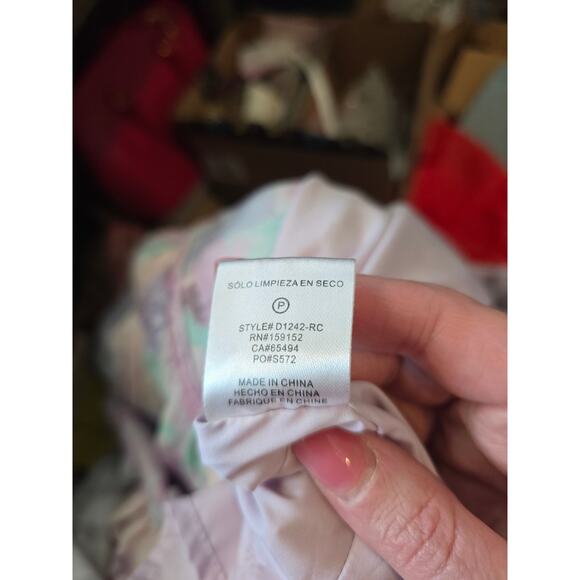 SÓLO LIMPIEZA EN SECO
P
STYLE# D1242-RC
RN#159152
CA#65494
PO#S572
MADE IN CHINA
HECHO EN CHINA
FABRIQUE EN CHINE